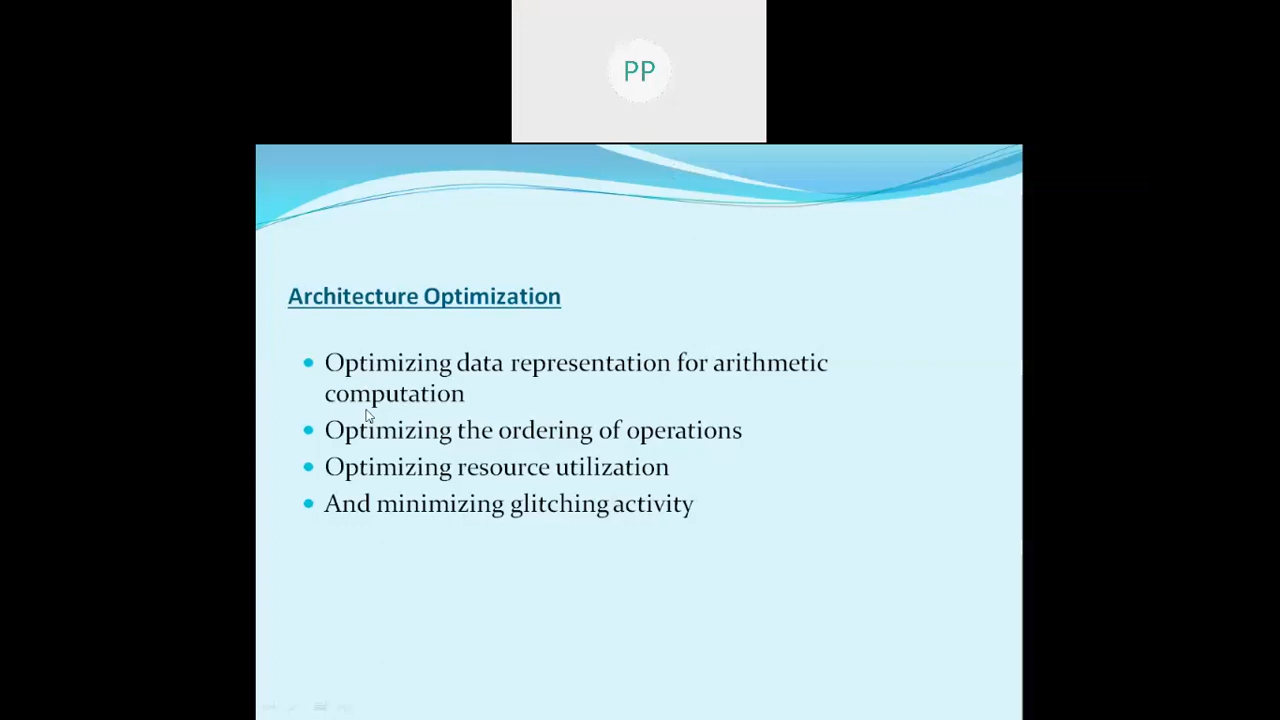 PP
Architecture Optimization
Optimizing data representation for arithmetic
computation
Optimizing the ordering of operations
Optimizing resource utilization
And minimizing glitching activity